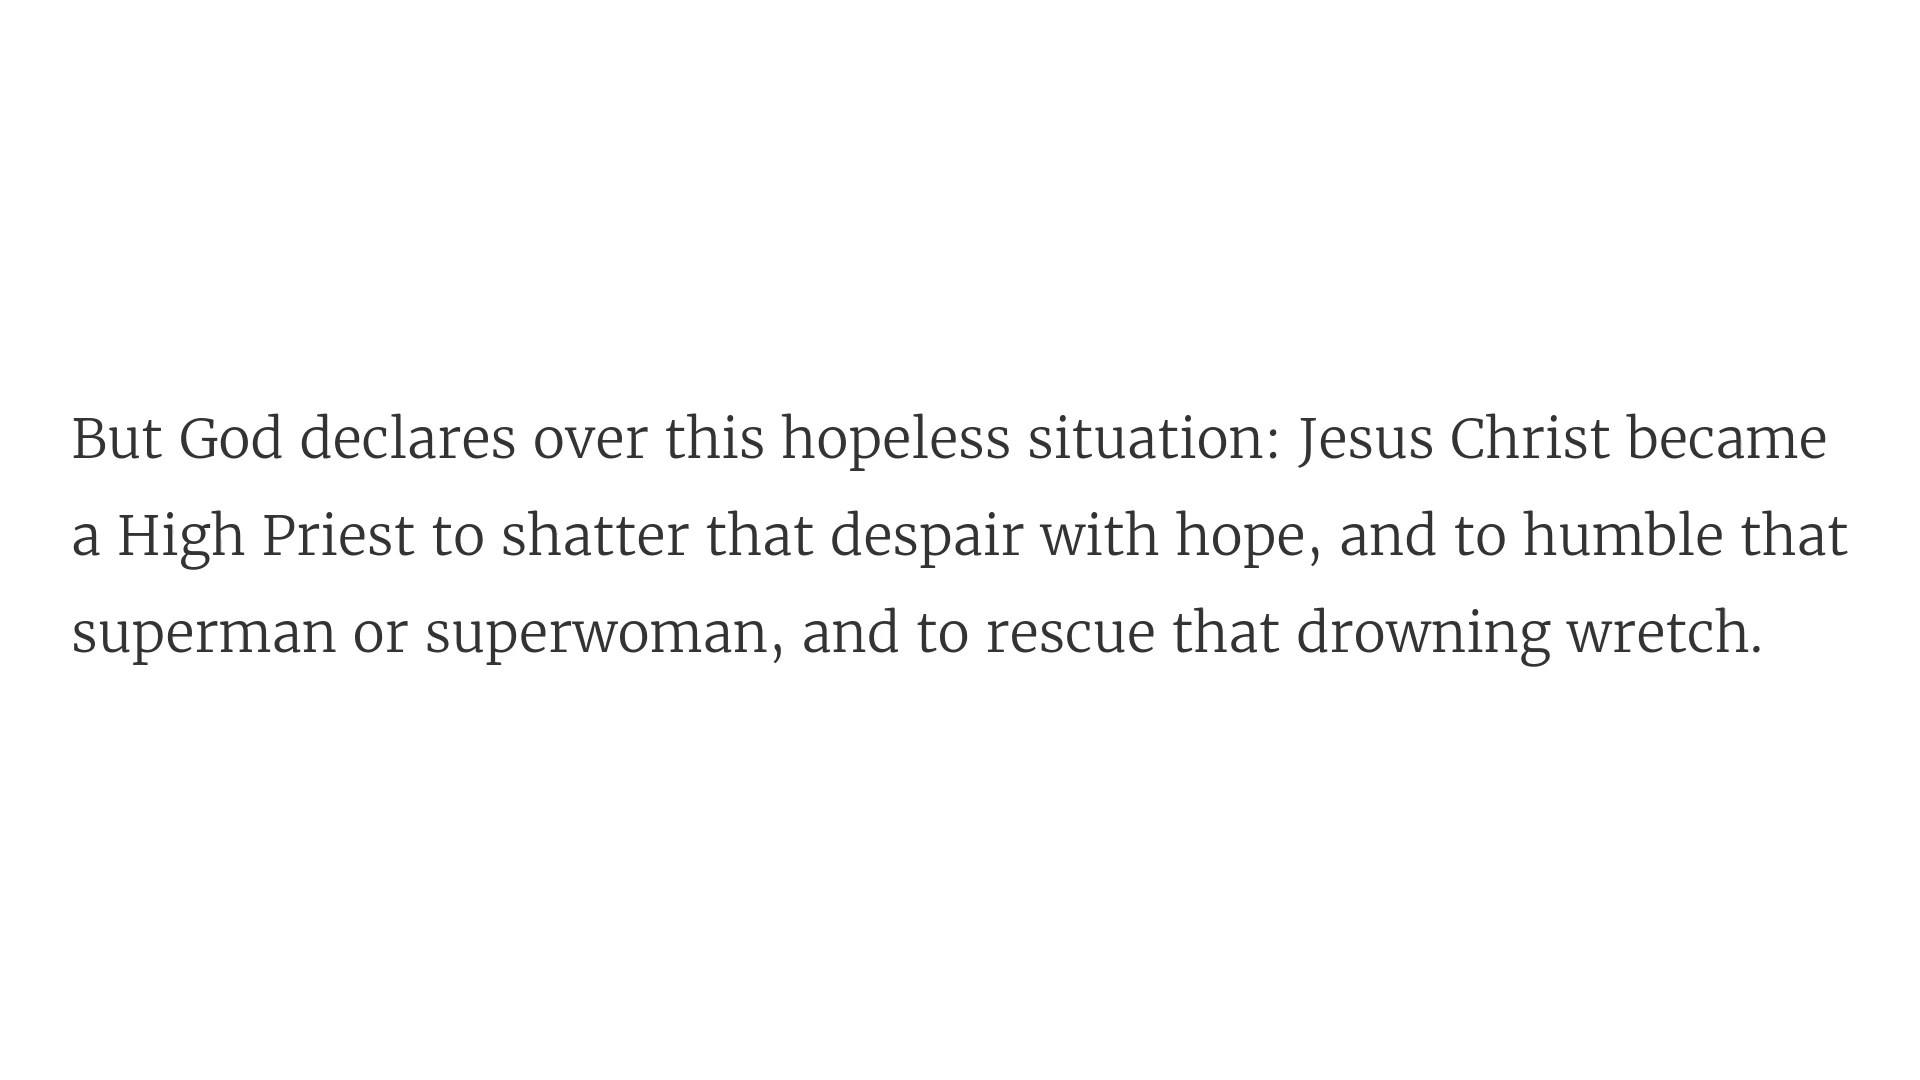 But God declares over this hopeless situation: Jesus Christ became
a High Priest to shatter that despair with hope, and to humble that
superman or superwoman, and to rescue that drowning wretch.